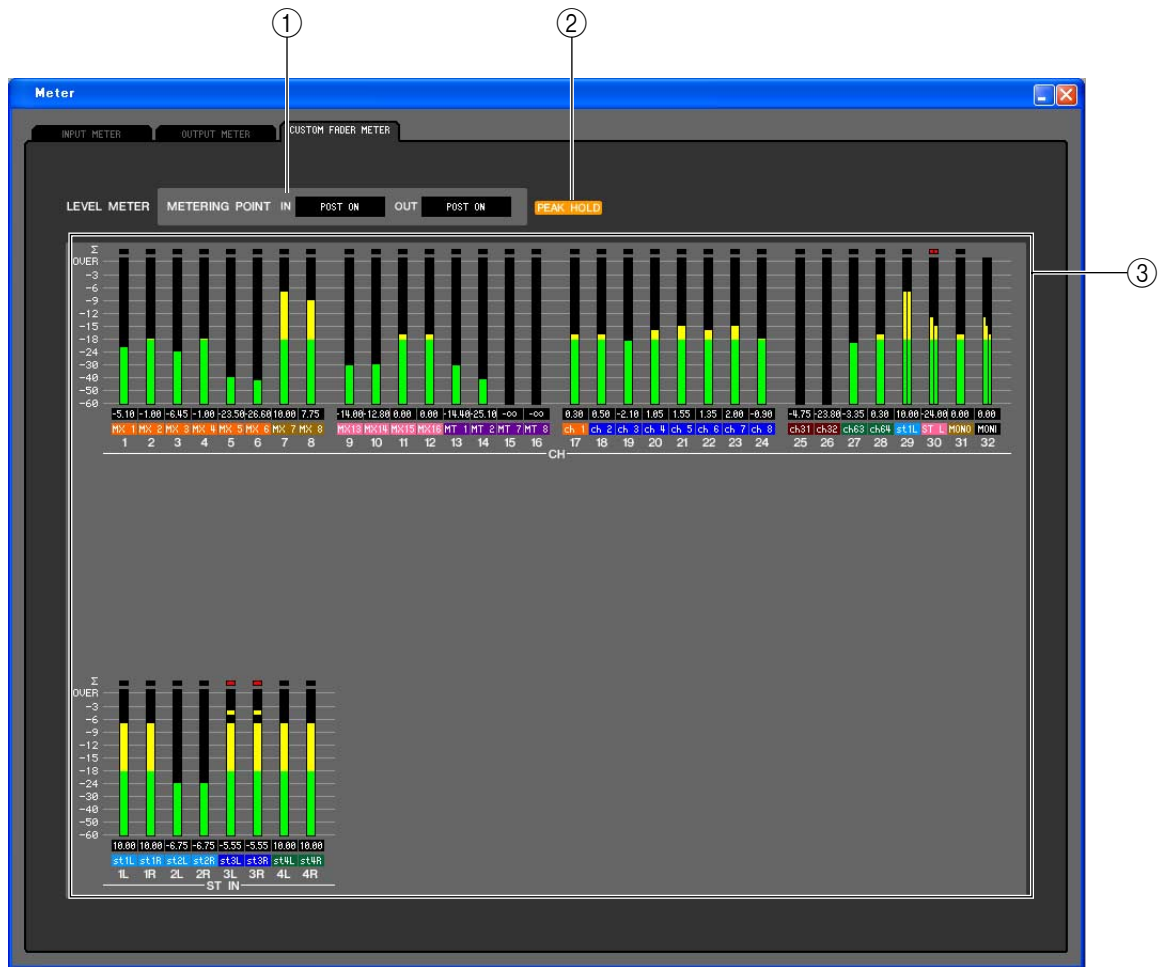 ① ②
Meter
INPUT METER OUTPUT METER CUSTOM FADER METER
LEVEL METER METERING POINT IN POST ON OUT POST ON PEAK HOLD
③
Σ
OVER
-3
-6
-9
-12
-15
-18
-24
-30
-40
-50
-60
-5.10 -1.00 -6.45 -1.00 -23.50 -26.60 10.00 7.75 -14.00 -12.80 0.00 0.00 -14.40 -25.10 -∞ -∞ 0.30 0.50 -2.10 1.05 1.55 1.35 2.00 -0.90 -4.75 -23.80 -3.35 0.30 10.00 -24.00 0.00 0.00
MX 1 MX 2 MX 3 MX 4 MX 5 MX 6 MX 7 MX 8 MX13 MX14 MX15 MX16 MT 1 MT 2 MT 7 MT 8 ch 1 ch 2 ch 3 ch 4 ch 5 ch 6 ch 7 ch 8 ch31 ch32 ch63 ch64 st1L ST L MONO MONI
1 2 3 4 5 6 7 8 9 10 11 12 13 14 15 16 17 18 19 20 21 22 23 24 25 26 27 28 29 30 31 32
CH
Σ
OVER
-3
-6
-9
-12
-15
-18
-24
-30
-40
-50
-60
10.00 10.00 -6.75 -6.75 -5.55 -5.55 10.00 10.00
st1L st1R st2L st2R st3L st3R st4L st4R
1L 1R 2L 2R 3L 3R 4L 4R
ST IN